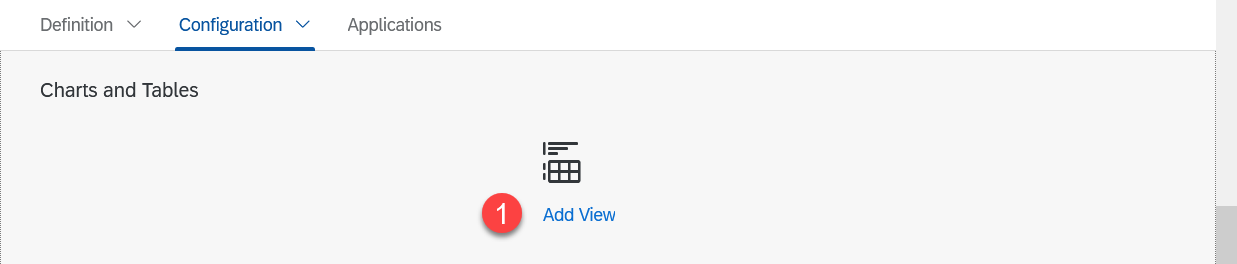 Definition Configuration Applications
Charts and Tables
1 Add View